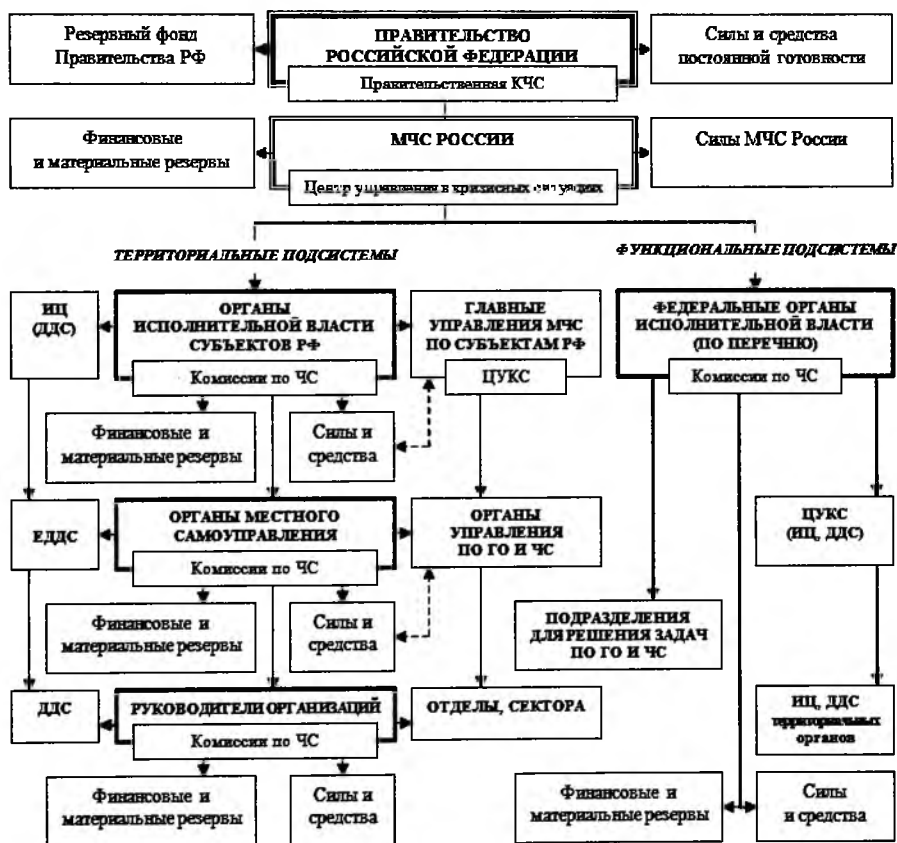 Резервный фонд
Правительства РФ
ПРАВИТЕЛЬСТВО
РОССИЙСКОЙ ФЕДЕРАЦИИ
Правительственная КЧС
Силы и средства
постоянной готовности
Финансовые
и материальные резервы
МЧС РОССИИ
Центр управления в кризисных ситуациях
Силы МЧС России
ТЕРРИТОРИАЛЬНЫЕ ПОДСИСТЕМЫ
ФУНКЦИОНАЛЬНЫЕ ПОДСИСТЕМЫ
ИЦ
(ДДС)
ОРГАНЫ
ИСПОЛНИТЕЛЬНОЙ ВЛАСТИ
СУБЪЕКТОВ РФ
Комиссии по ЧС
ГЛАВНЫЕ
УПРАВЛЕНИЯ МЧС
ПО СУБЪЕКТАМ РФ
ЦУКС
ФЕДЕРАЛЬНЫЕ ОРГАНЫ
ИСПОЛНИТЕЛЬНОЙ ВЛАСТИ
(ПО ПЕРЕЧНЮ)
Комиссии по ЧС
Финансовые и
материальные резервы
Силы и
средства
ЕДДС
ОРГАНЫ МЕСТНОГО
САМОУПРАВЛЕНИЯ
Комиссии по ЧС
ОРГАНЫ
УПРАВЛЕНИЯ
ПО ГО И ЧС
ЦУКС
(ИЦ, ДДС)
Финансовые и
материальные резервы
Силы и
средства
ПОДРАЗДЕЛЕНИЯ
ДЛЯ РЕШЕНИЯ ЗАДАЧ
ПО ГО И ЧС
ДДС
РУКОВОДИТЕЛИ ОРГАНИЗАЦИЙ
Комиссии по ЧС
ОТДЕЛЫ, СЕКТОРА
ИЦ, ДДС
территориальных
органов
Финансовые и
материальные резервы
Силы и
средства
Финансовые и
материальные резервы
Силы
и средства